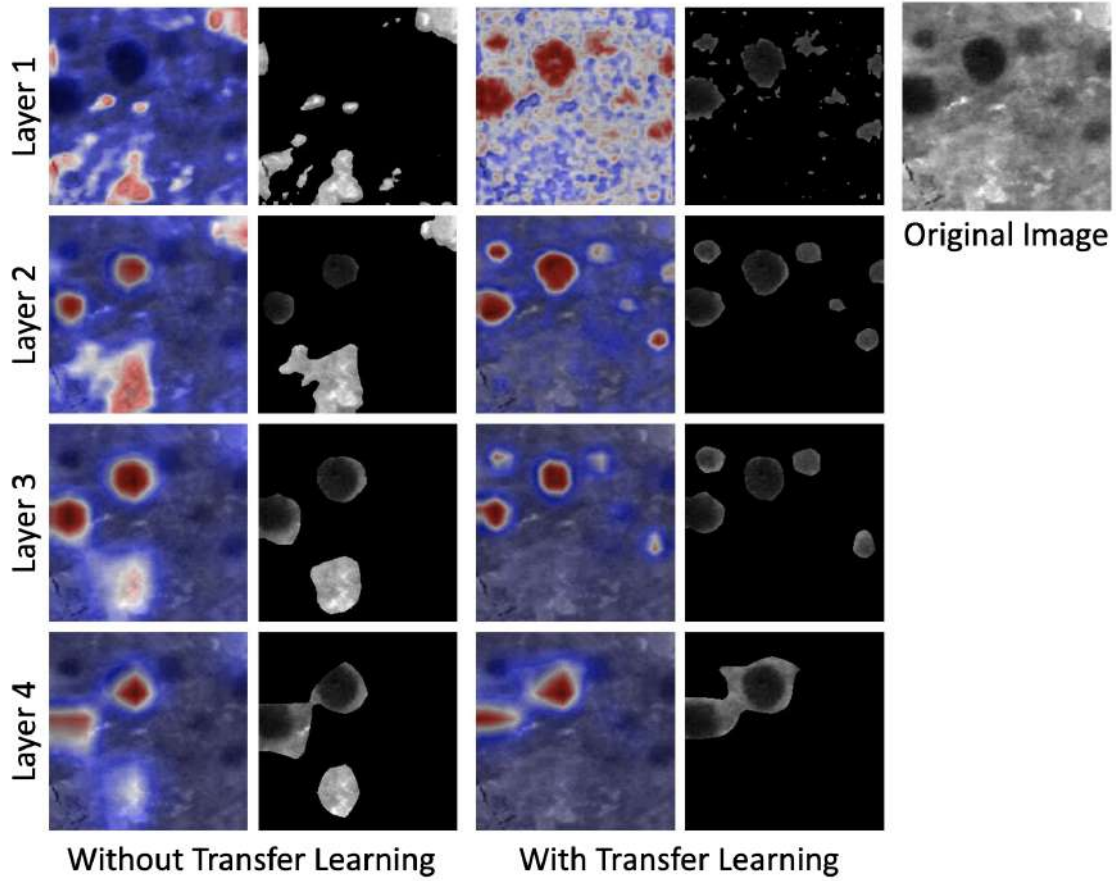 Layer 1
Original Image
Layer 2
Layer 3
Layer 4
Without Transfer Learning
With Transfer Learning